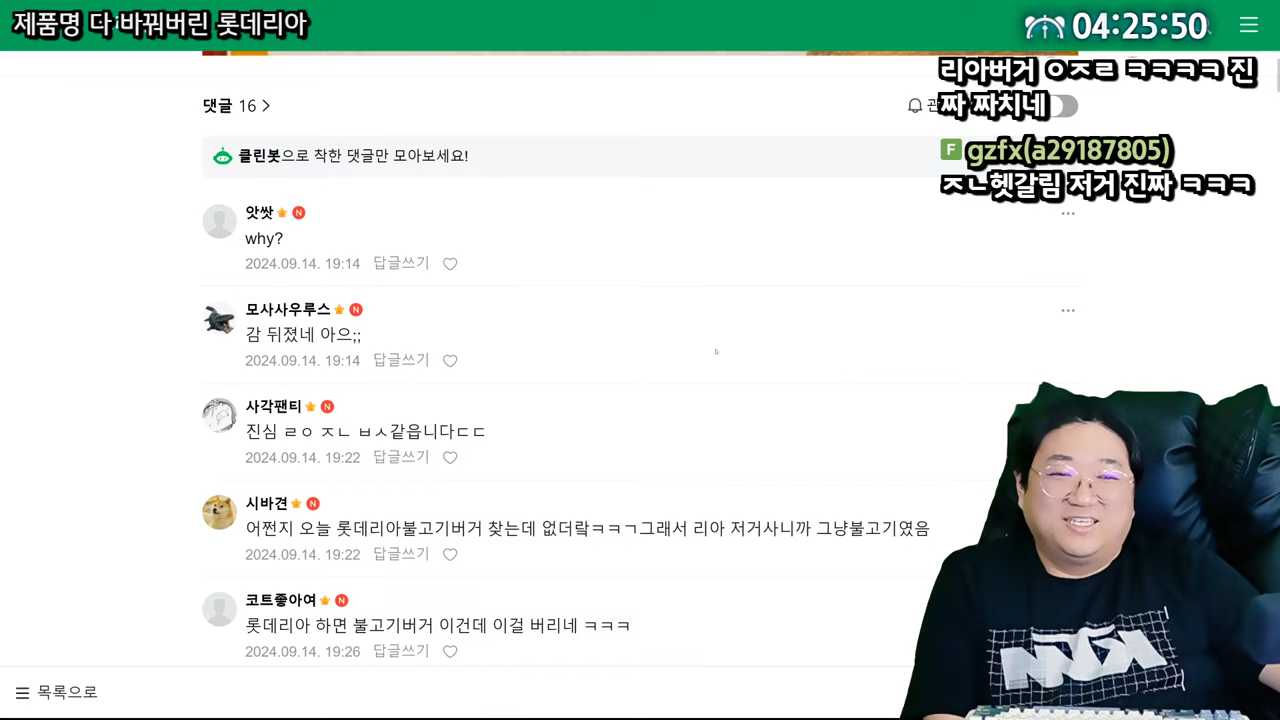 제품명 다 바꿔버린 롯데리아
04:25:50
리아버거 ㅇㅈㄹ ㅋㅋㅋㅋ 진
짜 짜치네
F gzfx(a29187805)
ㅈㄴ헷갈림 저거 진짜 ㅋㅋㅋ
댓글 16
관
클린봇으로 착한 댓글만 모아보세요!
앗쌋 N
why?
2024.09.14. 19:14 답글쓰기
모사사우루스 N
감 뒤졌네 아으;;
2024.09.14. 19:14 답글쓰기
사각팬티 N
진심 ㄹㅇ ㅈㄴ ㅂㅅ같읍니다ㄷㄷ
2024.09.14. 19:22 답글쓰기
시바견 N
어쩐지 오늘 롯데리아불고기버거 찾는데 없더랔ㅋㅋㄱ그래서 리아 저거사니까 그냥불고기였음
2024.09.14. 19:22 답글쓰기
코트좋아여 N
롯데리아 하면 불고기버거 이건데 이걸 버리네 ㅋㅋㅋ
2024.09.14. 19:26 답글쓰기
목록으로